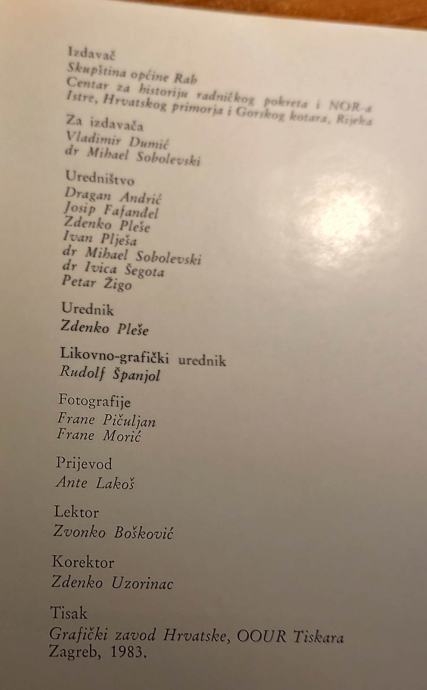 Izdavač
Skupština općine Rab
Centar za historiju radničkog pokreta i NOR-a
Istre, Hrvatskog primorja i Gorskog kotara, Rijeka
Za izdavača
Vladimir Dumić
dr Mihael Sobolevski
Uredništvo
Dragan Andrić
Josip Fafandel
Zdenko Pleše
Ivan Plješa
dr Mihael Sobolevski
dr Ivica Šegota
Petar Žigo
Urednik
Zdenko Pleše
Likovno-grafički urednik
Rudolf Španjol
Fotografije
Frane Pičuljan
Frane Morić
Prijevod
Ante Lakoš
Lektor
Zvonko Bošković
Korektor
Zdenko Uzorinac
Tisak
Grafički zavod Hrvatske, OOUR Tiskara
Zagreb, 1983.